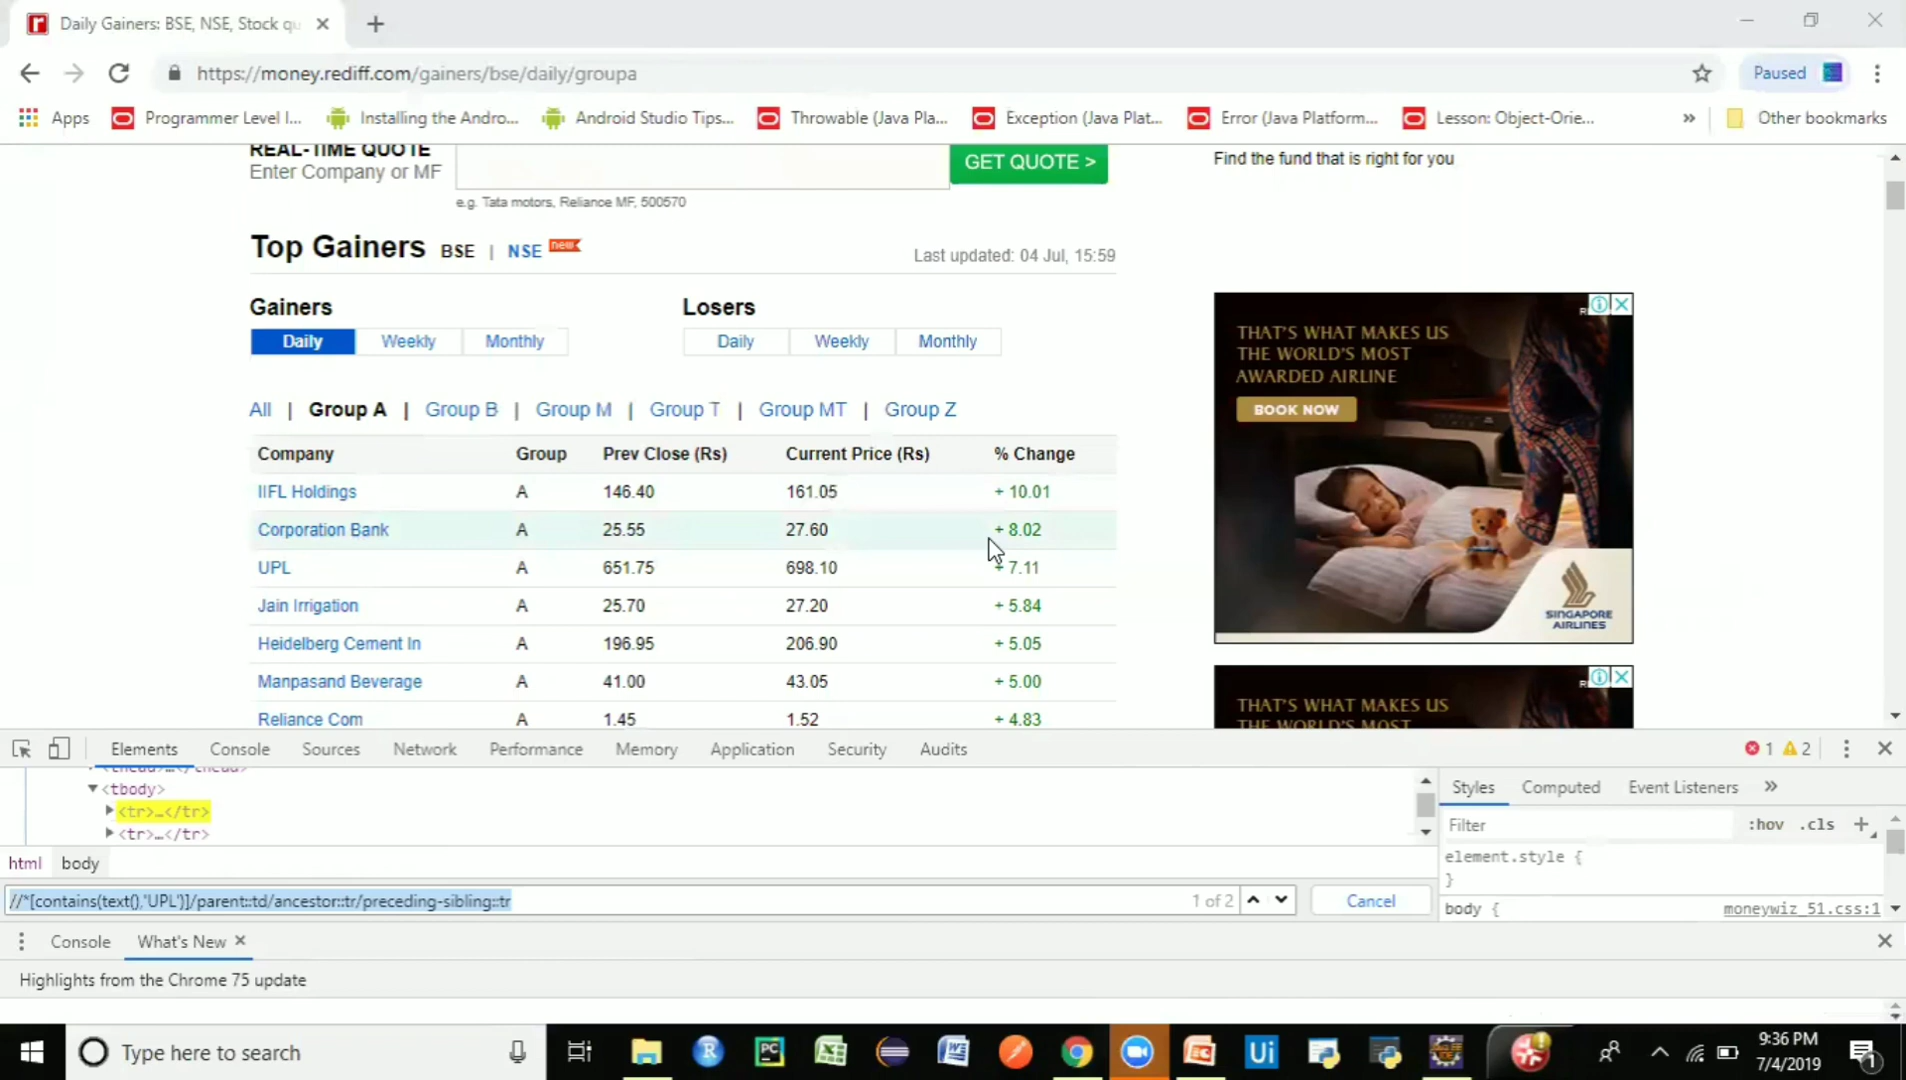 Daily Gainers: BSE, NSE, Stock qu
https://money.rediff.com/gainers/bse/daily/groupa
Paused
Apps
Programmer Level I...
Installing the Andro...
Android Studio Tips...
Throwable (Java Pla...
Exception (Java Plat...
Error (Java Platform...
Lesson: Object-Orie...
»
Other bookmarks
REAL-TIME QUOTE
Enter Company or MF
GET QUOTE >
e.g. Tata motors, Reliance MF, 500570
Find the fund that is right for you
Top Gainers BSE | NSE new
Last updated: 04 Jul, 15:59
Gainers
Losers
Daily Weekly Monthly
Daily Weekly Monthly
All | Group A | Group B | Group M | Group T | Group MT | Group Z
Company Group Prev Close (Rs) Current Price (Rs) % Change
IIFL Holdings A 146.40 161.05 + 10.01
Corporation Bank A 25.55 27.60 + 8.02
UPL A 651.75 698.10 + 7.11
Jain Irrigation A 25.70 27.20 + 5.84
Heidelberg Cement In A 196.95 206.90 + 5.05
Manpasand Beverage A 41.00 43.05 + 5.00
Reliance Com A 1.45 1.52 + 4.83
THAT'S WHAT MAKES US
THE WORLD'S MOST
AWARDED AIRLINE
BOOK NOW
SINGAPORE
AIRLINES
THAT'S WHAT MAKES US
THE WORLD'S MOST
Elements Console Sources Network Performance Memory Application Security Audits
1 2
<thead>…</thead>
<tbody>
<tr>…</tr>
<tr>…</tr>
html body
//*[contains(text(),'UPL')]/parent::td/ancestor::tr/preceding-sibling::tr
1 of 2
Cancel
Styles Computed Event Listeners »
Filter
:hov .cls +
element.style {
}
body {
moneywiz_51.css:1
Console What's New
Highlights from the Chrome 75 update
Type here to search
9:36 PM
7/4/2019
1